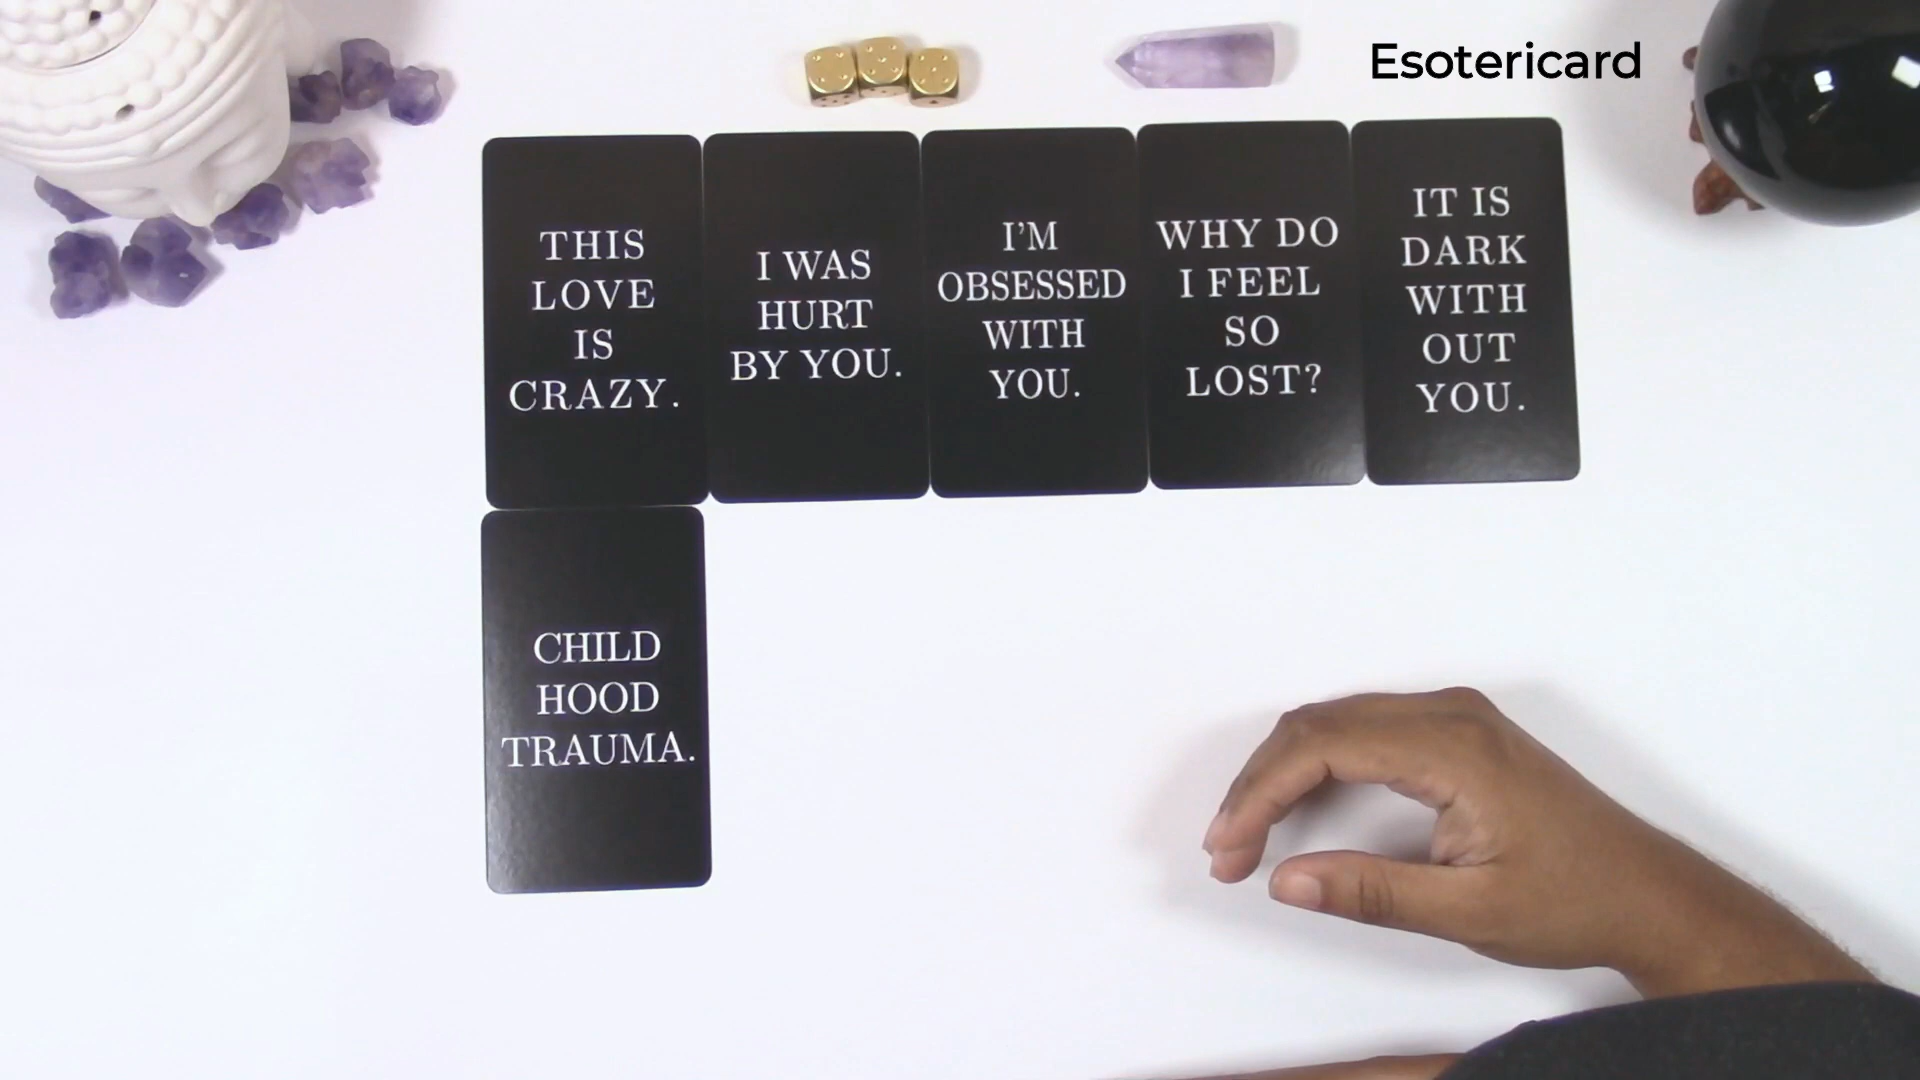 Esotericard
THIS
LOVE
IS
CRAZY.
I WAS
HURT
BY YOU.
I'M
OBSESSED
WITH
YOU.
WHY DO
I FEEL
SO
LOST?
IT IS
DARK
WITH
OUT
YOU.
CHILD
HOOD
TRAUMA.